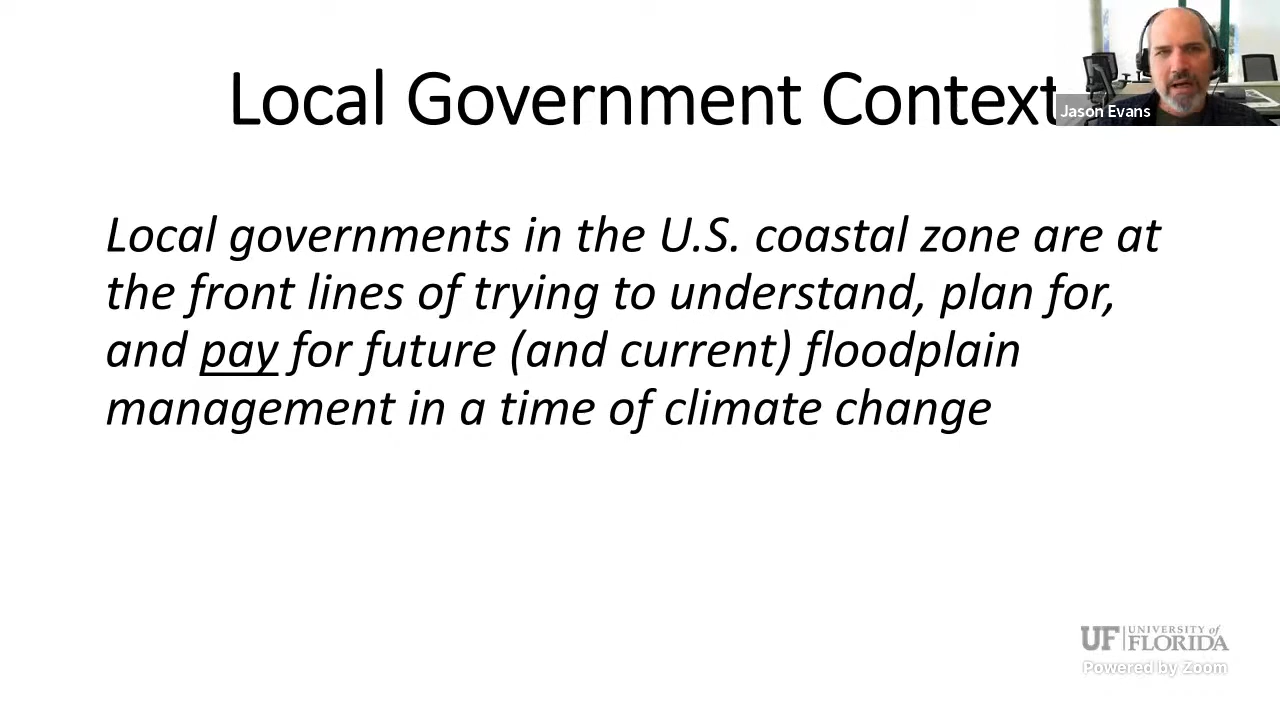 Local Government Context
Jason Evans
Local governments in the U.S. coastal zone are at
the front lines of trying to understand, plan for,
and pay for future (and current) floodplain
management in a time of climate change
UF UNIVERSITY of
FLORIDA
Powered by Zoom